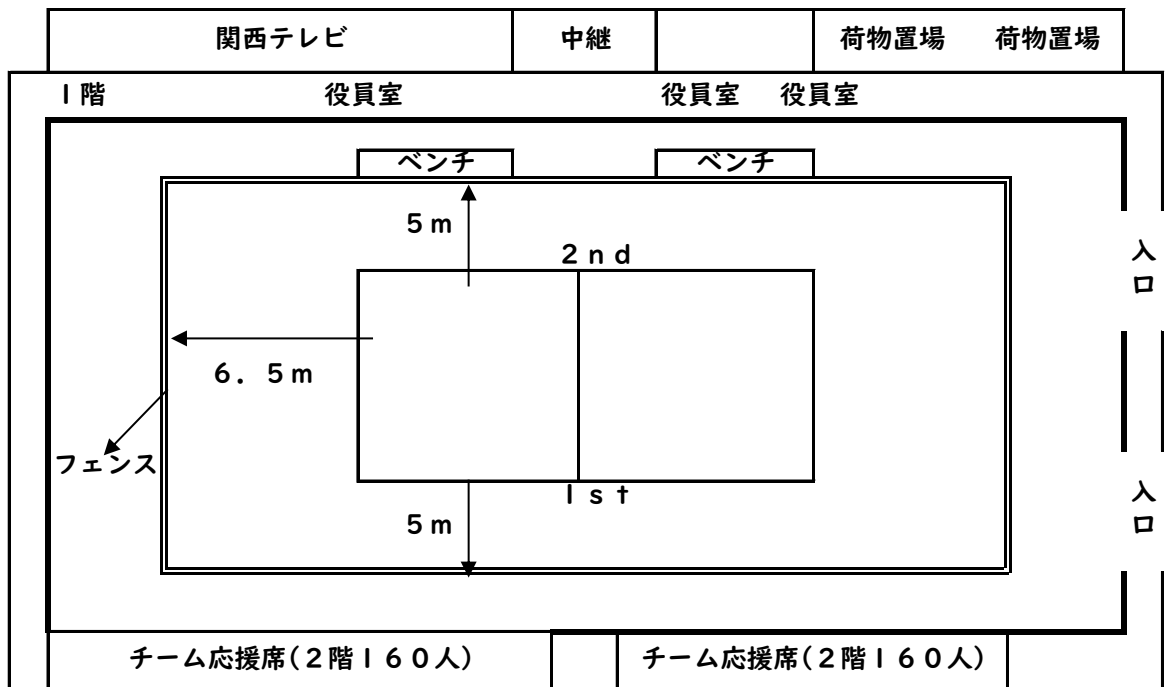 関西テレビ 中継 荷物置場 荷物置場
1階 役員室 役員室 役員室
ベンチ ベンチ
5m
2nd
6.5m
フェンス
1st
5m
入口
入口
チーム応援席(2階160人) チーム応援席(2階160人)